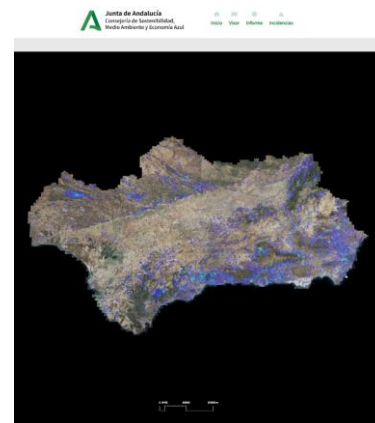 Junta de Andalucía
Consejería de Sostenibilidad,
Medio Ambiente y Economía Azul
Inicio Visor Informe Incidencias